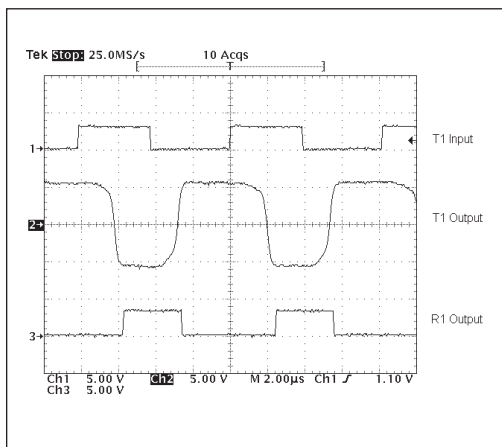 Tek Stop: 25.0MS/s 10 Acqs
T
1→
T1 Input
2→
T1 Output
3→
R1 Output
Ch1 5.00 V Ch2 5.00 V M 2.00µs Ch1 ∫ 1.10 V
Ch3 5.00 V